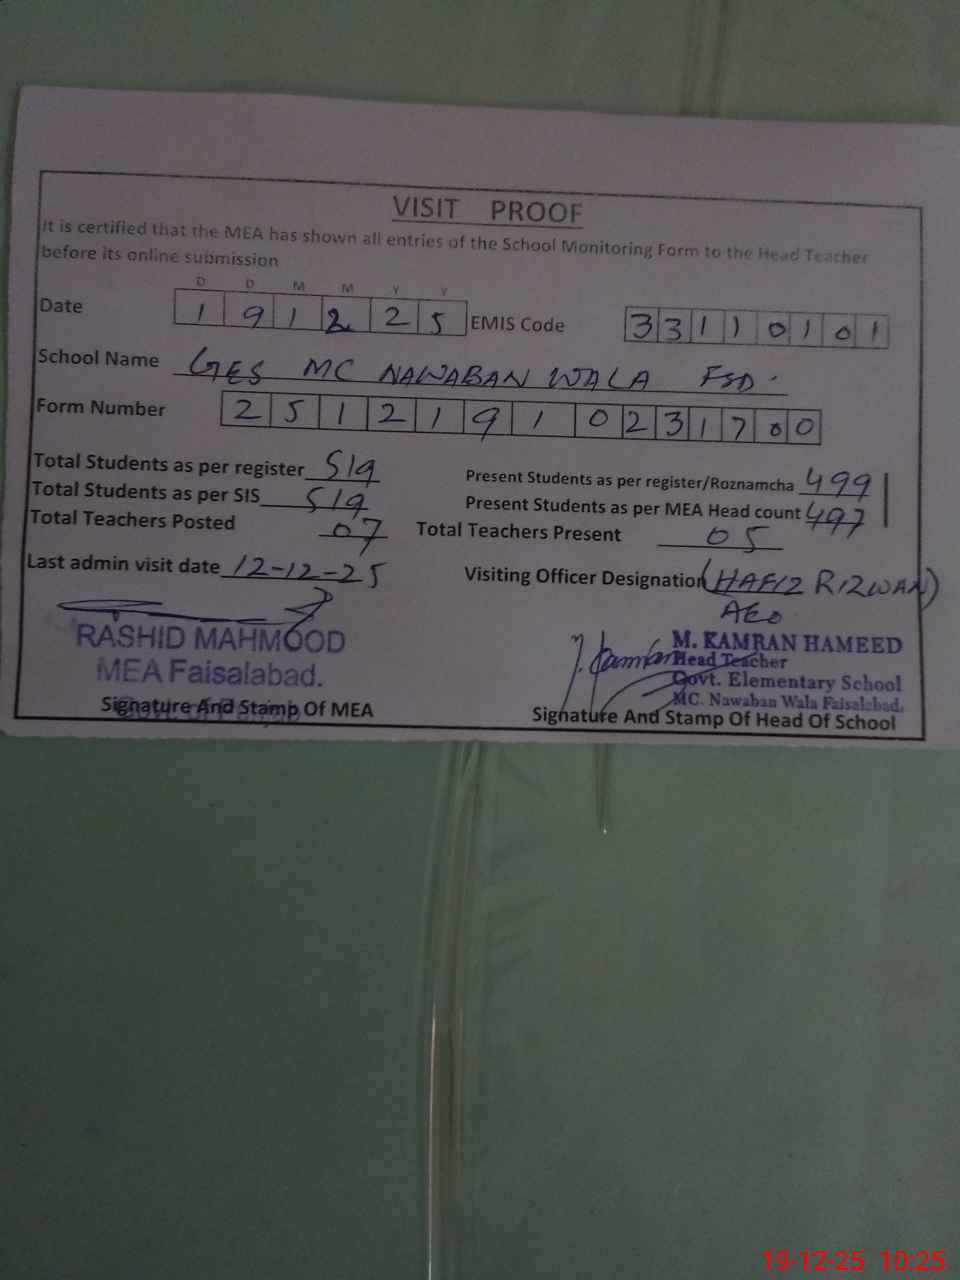 VISIT PROOF
It is certified that the MEA has shown all entries of the School Monitoring Form to the Head Teacher
before its online submission
D D M M Y Y
Date 1 9 1 2 2 5 EMIS Code 3 3 1 1 0 1 0 1
School Name GES MC NAWABAN WALA FSD.
Form Number 2 5 1 2 1 9 1 0 2 3 1 7 0 0
Total Students as per register 519 Present Students as per register/Roznamcha 499
Total Students as per SIS 519 Present Students as per MEA Head count 497
Total Teachers Posted 07 Total Teachers Present 05
Last admin visit date 12-12-25 Visiting Officer Designation (HAFIZ RIZWAN)
AEO
RASHID MAHMOOD
MEA Faisalabad.
Signature And Stamp Of MEA
M. KAMRAN HAMEED
Head Teacher
Govt. Elementary School
MC. Nawaban Wala Faisalabad.
Signature And Stamp Of Head Of School
19-12-25 10:25